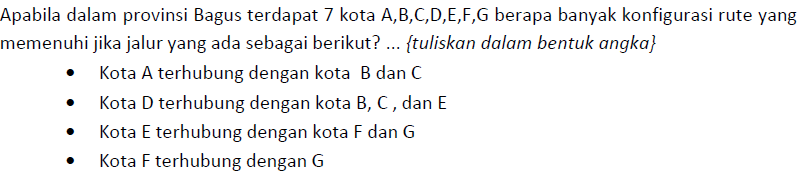 Apabila dalam provinsi Bagus terdapat 7 kota A,B,C,D,E,F,G berapa banyak konfigurasi rute yang
memenuhi jika jalur yang ada sebagai berikut? ... {tuliskan dalam bentuk angka}
• Kota A terhubung dengan kota  B dan C
• Kota D terhubung dengan kota B, C , dan E
• Kota E terhubung dengan kota F dan G
• Kota F terhubung dengan G